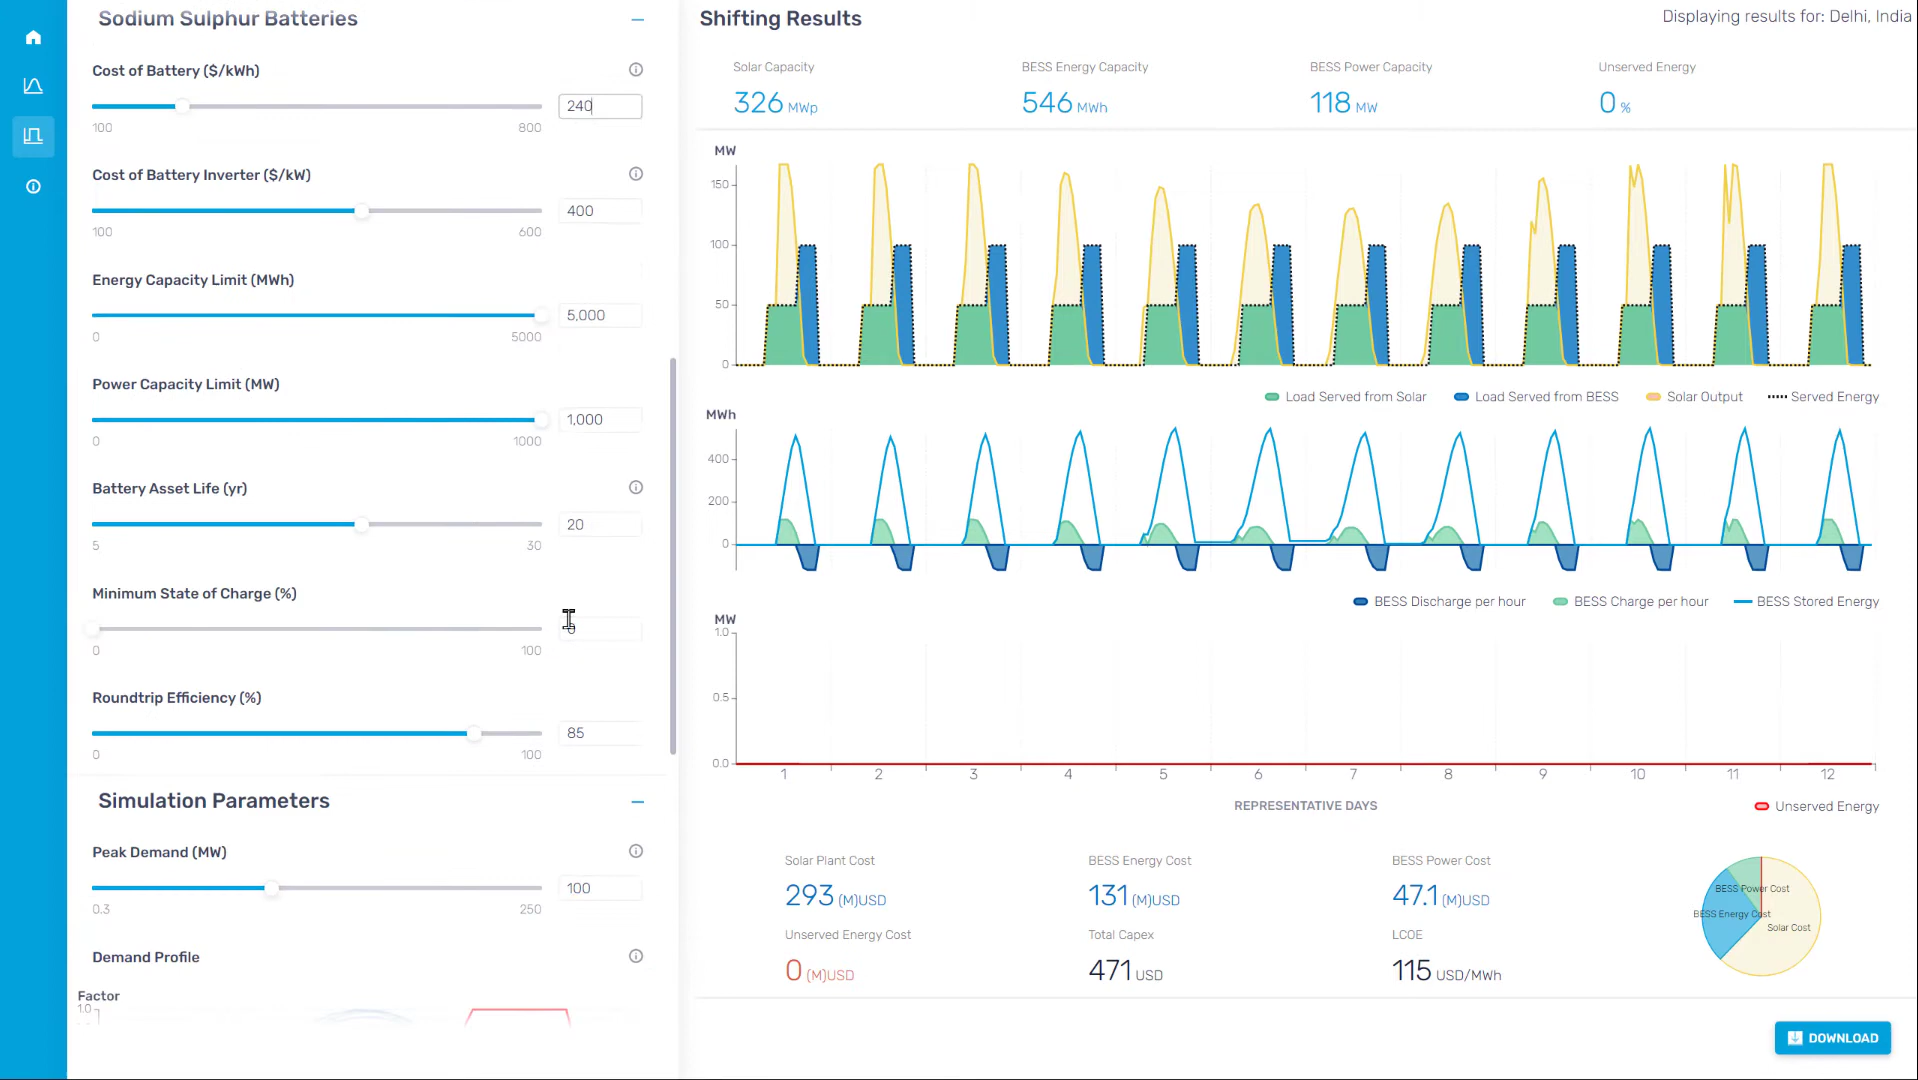 Sodium Sulphur Batteries
Cost of Battery ($/kWh)
240
100
800
Cost of Battery Inverter ($/kW)
400
100
600
Energy Capacity Limit (MWh)
5,000
0
5000
Power Capacity Limit (MW)
1,000
0
1000
Battery Asset Life (yr)
20
5
30
Minimum State of Charge (%)
0
100
Roundtrip Efficiency (%)
85
0
100
Simulation Parameters
Peak Demand (MW)
100
0.3
250
Demand Profile
Factor
1.0
Shifting Results
Displaying results for: Delhi, India
Solar Capacity
BESS Energy Capacity
BESS Power Capacity
Unserved Energy
326 MWp
546 MWh
118 MW
0 %
MW
150
100
50
0
Load Served from Solar
Load Served from BESS
Solar Output
Served Energy
MWh
400
200
0
BESS Discharge per hour
BESS Charge per hour
BESS Stored Energy
MW
1.0
0.5
0.0
1 2 3 4 5 6 7 8 9 10 11 12
REPRESENTATIVE DAYS
Unserved Energy
Solar Plant Cost
BESS Energy Cost
BESS Power Cost
293 (M)USD
131 (M)USD
47.1 (M)USD
Unserved Energy Cost
Total Capex
LCOE
0 (M)USD
471 USD
115 USD/MWh
BESS Power Cost
BESS Energy Cost
Solar Cost
DOWNLOAD